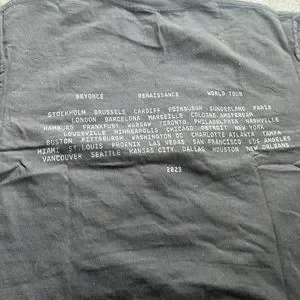 BEYONCÉ RENAISSANCE WORLD TOUR
STOCKHOLM BRUSSELS CARDIFF EDINBURGH SUNDERLAND PARIS
LONDON BARCELONA MARSEILLE COLOGNE AMSTERDAM
HAMBURG FRANKFURT WARSAW TORONTO PHILADELPHIA NASHVILLE
LOUISVILLE MINNEAPOLIS CHICAGO DETROIT NEW YORK
BOSTON PITTSBURGH WASHINGTON DC CHARLOTTE ATLANTA TAMPA
MIAMI ST LOUIS PHOENIX LAS VEGAS SAN FRANCISCO LOS ANGELES
VANCOUVER SEATTLE KANSAS CITY DALLAS HOUSTON NEW ORLEANS
2023